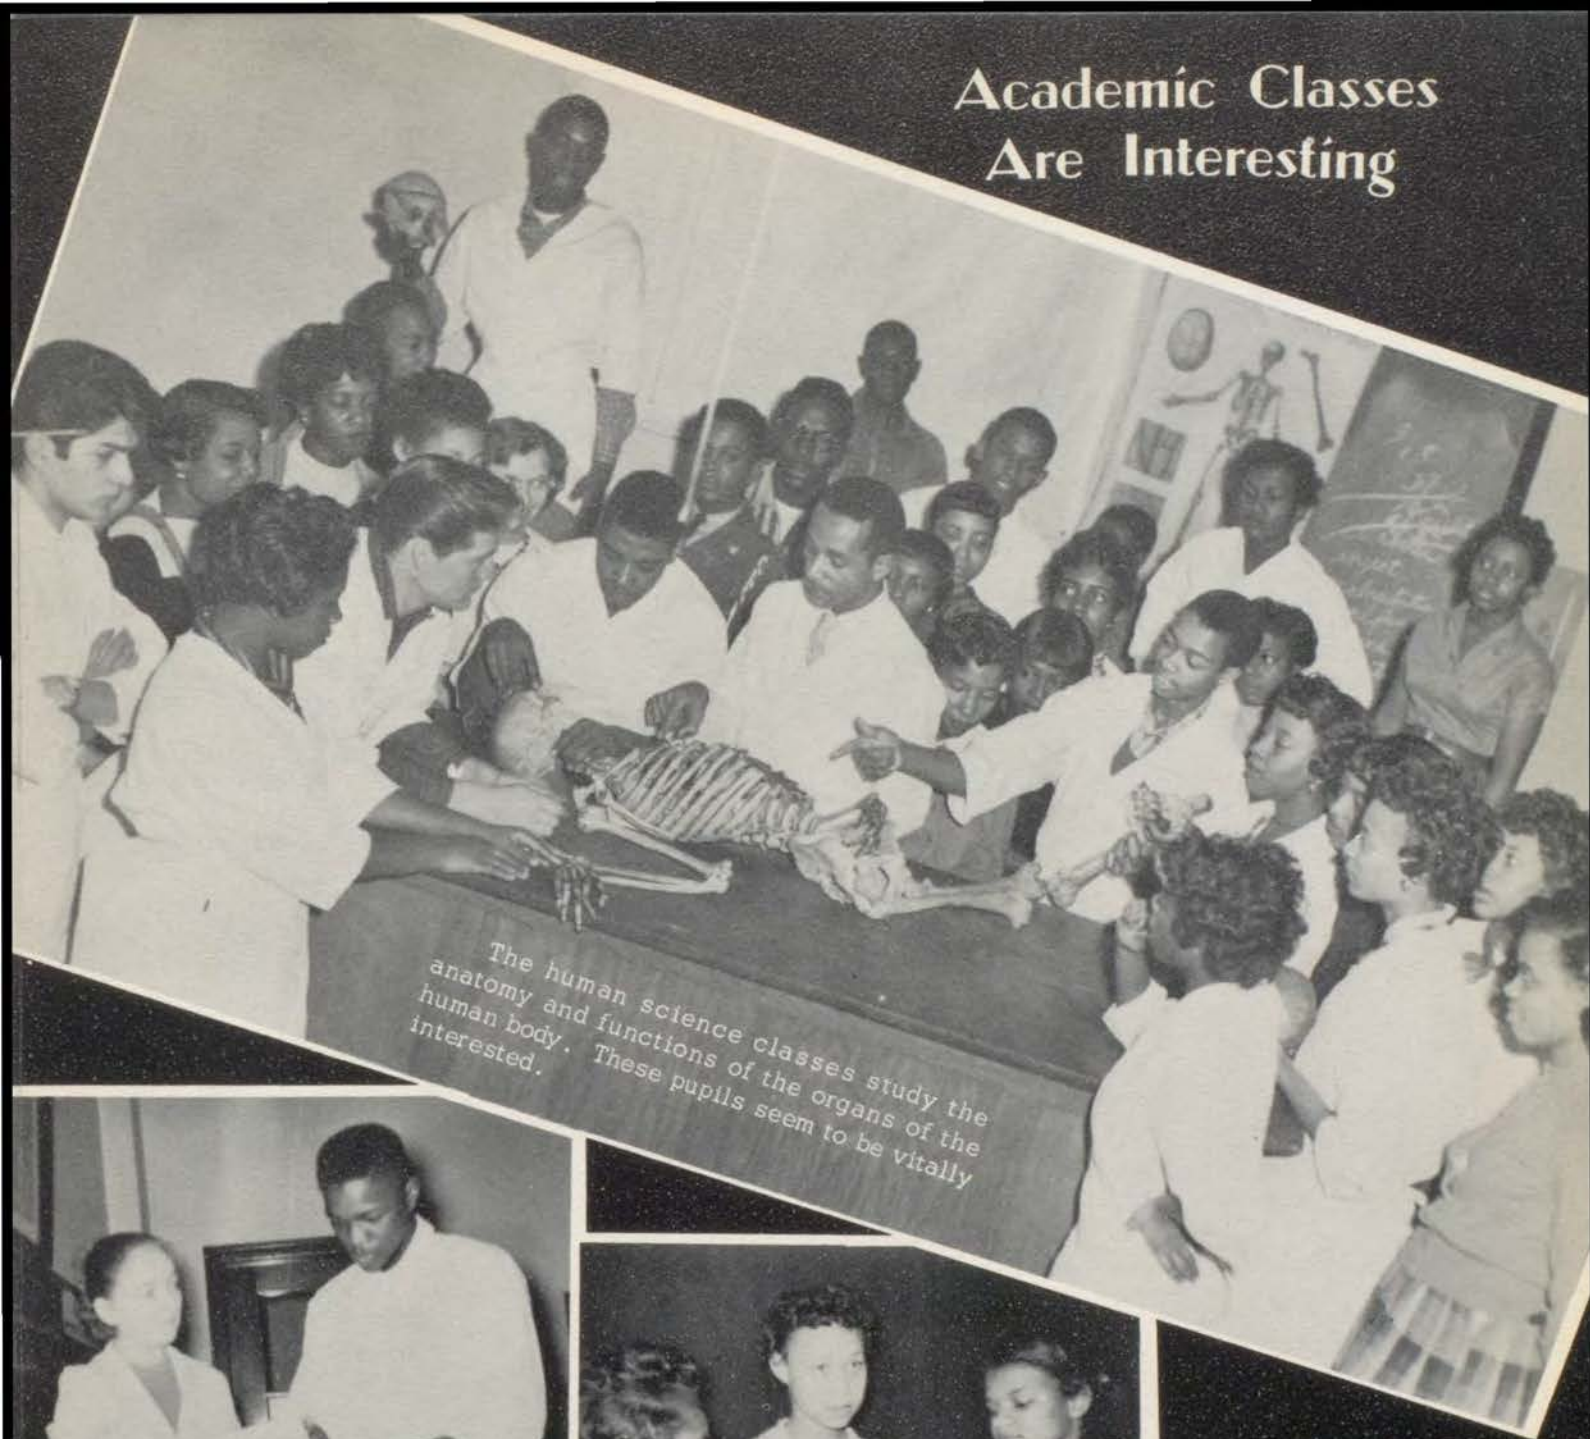 Academic Classes
Are Interesting
The human science classes study the
anatomy and functions of the organs of the
human body. These pupils seem to be vitally
interested.